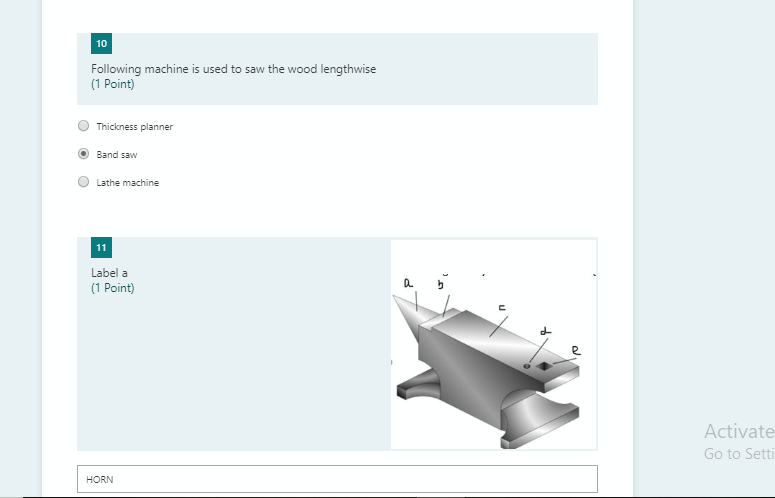 10
Following machine is used to saw the wood lengthwise
(1 Point)
Thickness planner
Band saw
Lathe machine
11
Label a
(1 Point)
a b
c
d
e
Activate
Go to Setti
HORN